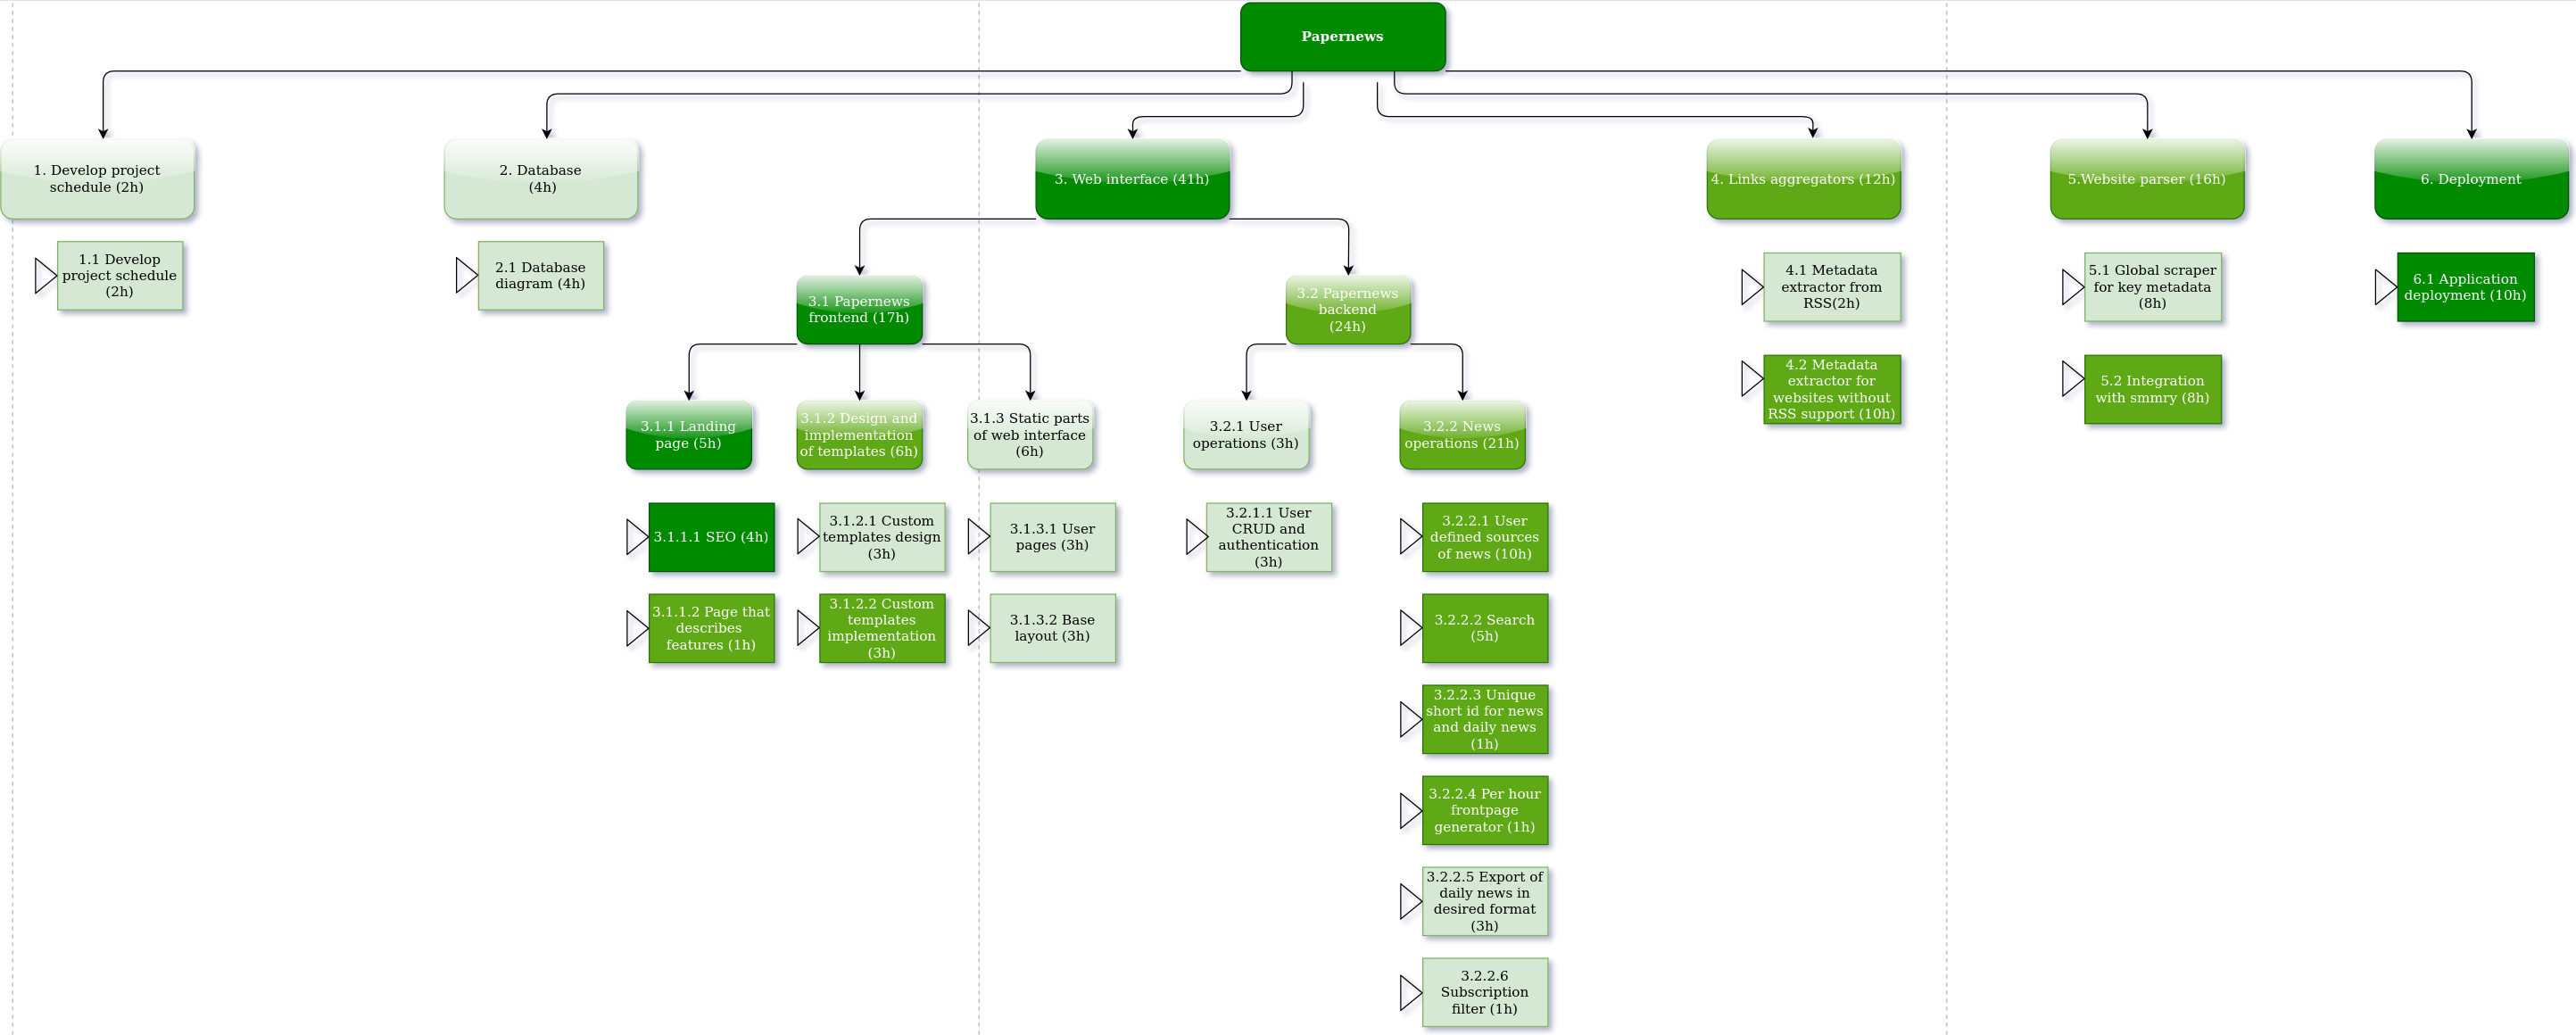 Papernews
1. Develop project
schedule (2h)
2. Database
(4h)
3. Web interface (41h)
4. Links aggregators (12h)
5.Website parser (16h)
6. Deployment
1.1 Develop
project schedule
(2h)
2.1 Database
diagram (4h)
3.1 Papernews
frontend (17h)
3.2 Papernews
backend
(24h)
4.1 Metadata
extractor from
RSS(2h)
5.1 Global scraper
for key metadata
(8h)
6.1 Application
deployment (10h)
4.2 Metadata
extractor for
websites without
RSS support (10h)
5.2 Integration
with smmry (8h)
3.1.1 Landing
page (5h)
3.1.2 Design and
implementation
of templates (6h)
3.1.3 Static parts
of web interface
(6h)
3.2.1 User
operations (3h)
3.2.2 News
operations (21h)
3.1.1.1 SEO (4h)
3.1.2.1 Custom
templates design
(3h)
3.1.3.1 User
pages (3h)
3.2.1.1 User
CRUD and
authentication
(3h)
3.2.2.1 User
defined sources
of news (10h)
3.1.1.2 Page that
describes
features (1h)
3.1.2.2 Custom
templates
implementation
(3h)
3.1.3.2 Base
layout (3h)
3.2.2.2 Search
(5h)
3.2.2.3 Unique
short id for news
and daily news
(1h)
3.2.2.4 Per hour
frontpage
generator (1h)
3.2.2.5 Export of
daily news in
desired format
(3h)
3.2.2.6
Subscription
filter (1h)